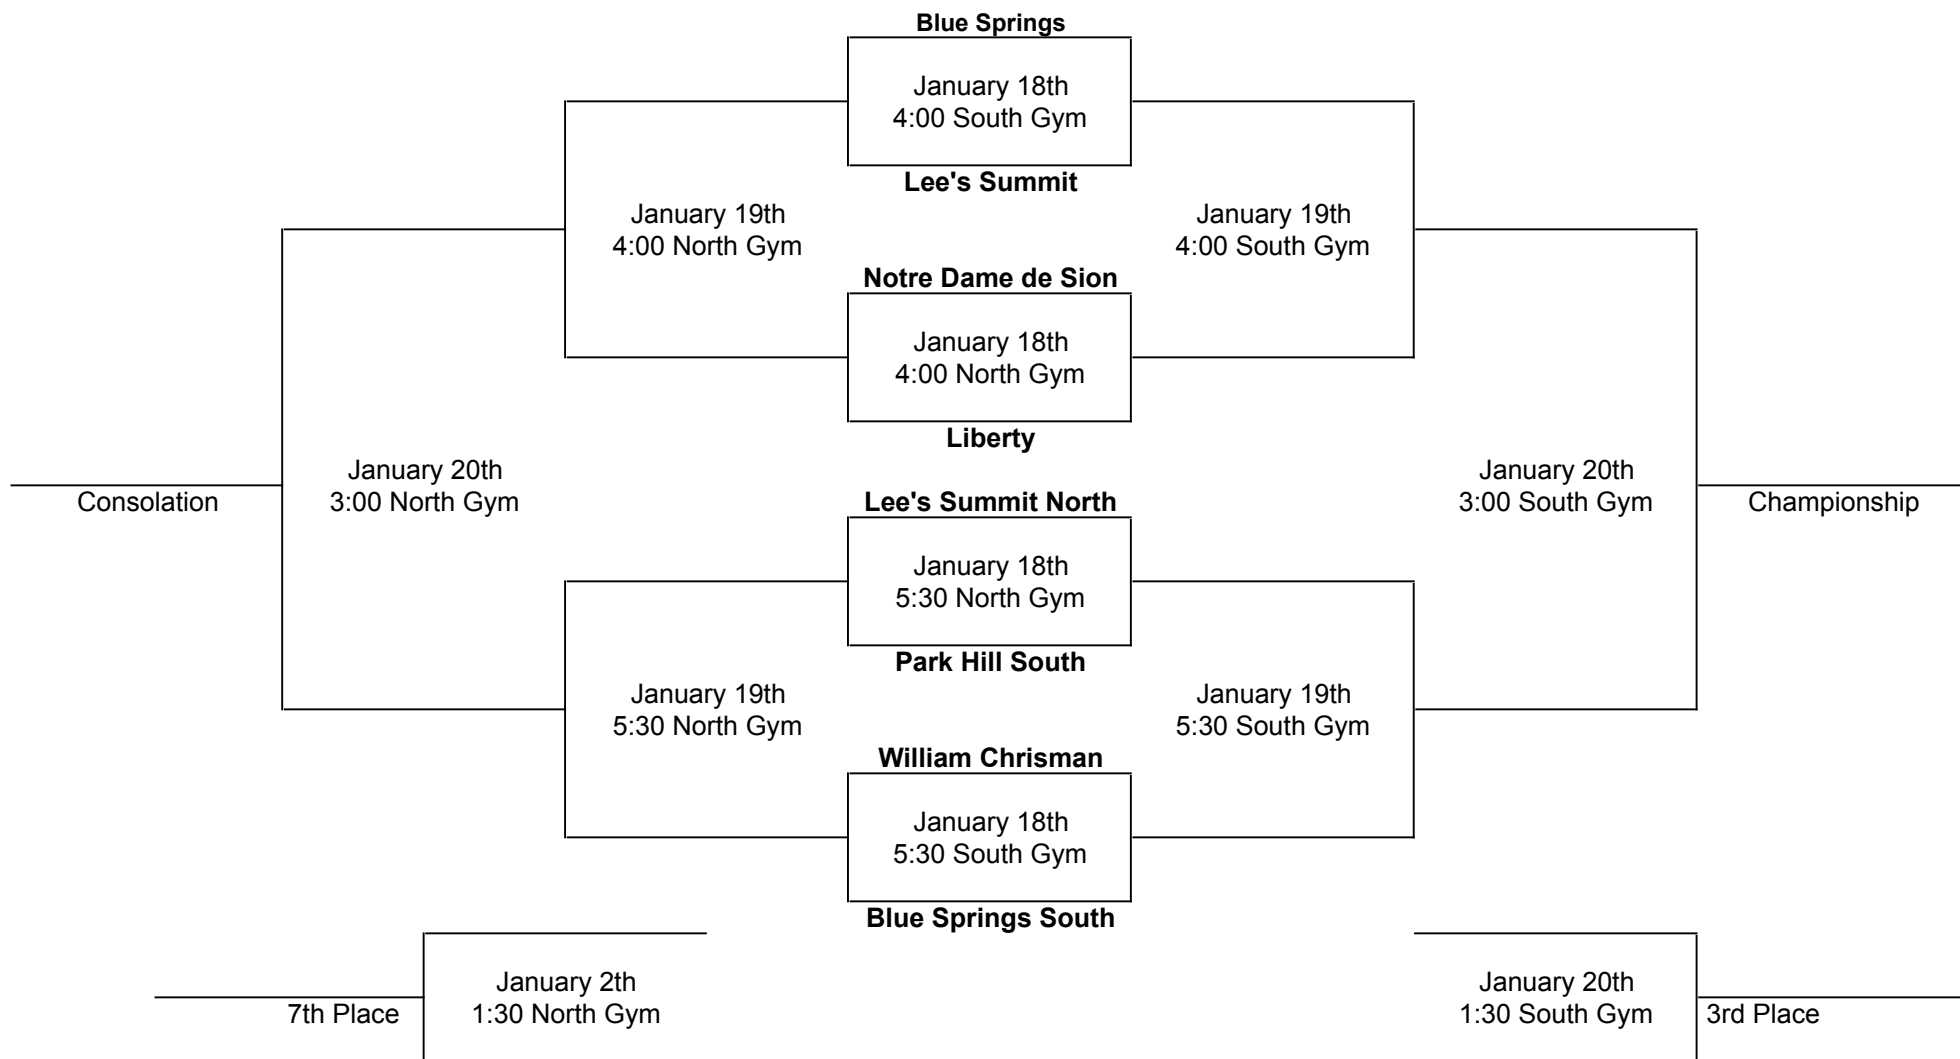 Blue Springs
January 18th
4:00 South Gym
Lee's Summit
January 19th
4:00 North Gym
January 19th
4:00 South Gym
Notre Dame de Sion
January 18th
4:00 North Gym
Liberty
January 20th
3:00 North Gym
Consolation
January 20th
3:00 South Gym
Championship
Lee's Summit North
January 18th
5:30 North Gym
Park Hill South
January 19th
5:30 North Gym
January 19th
5:30 South Gym
William Chrisman
January 18th
5:30 South Gym
Blue Springs South
January 2th
1:30 North Gym
7th Place
January 20th
1:30 South Gym
3rd Place